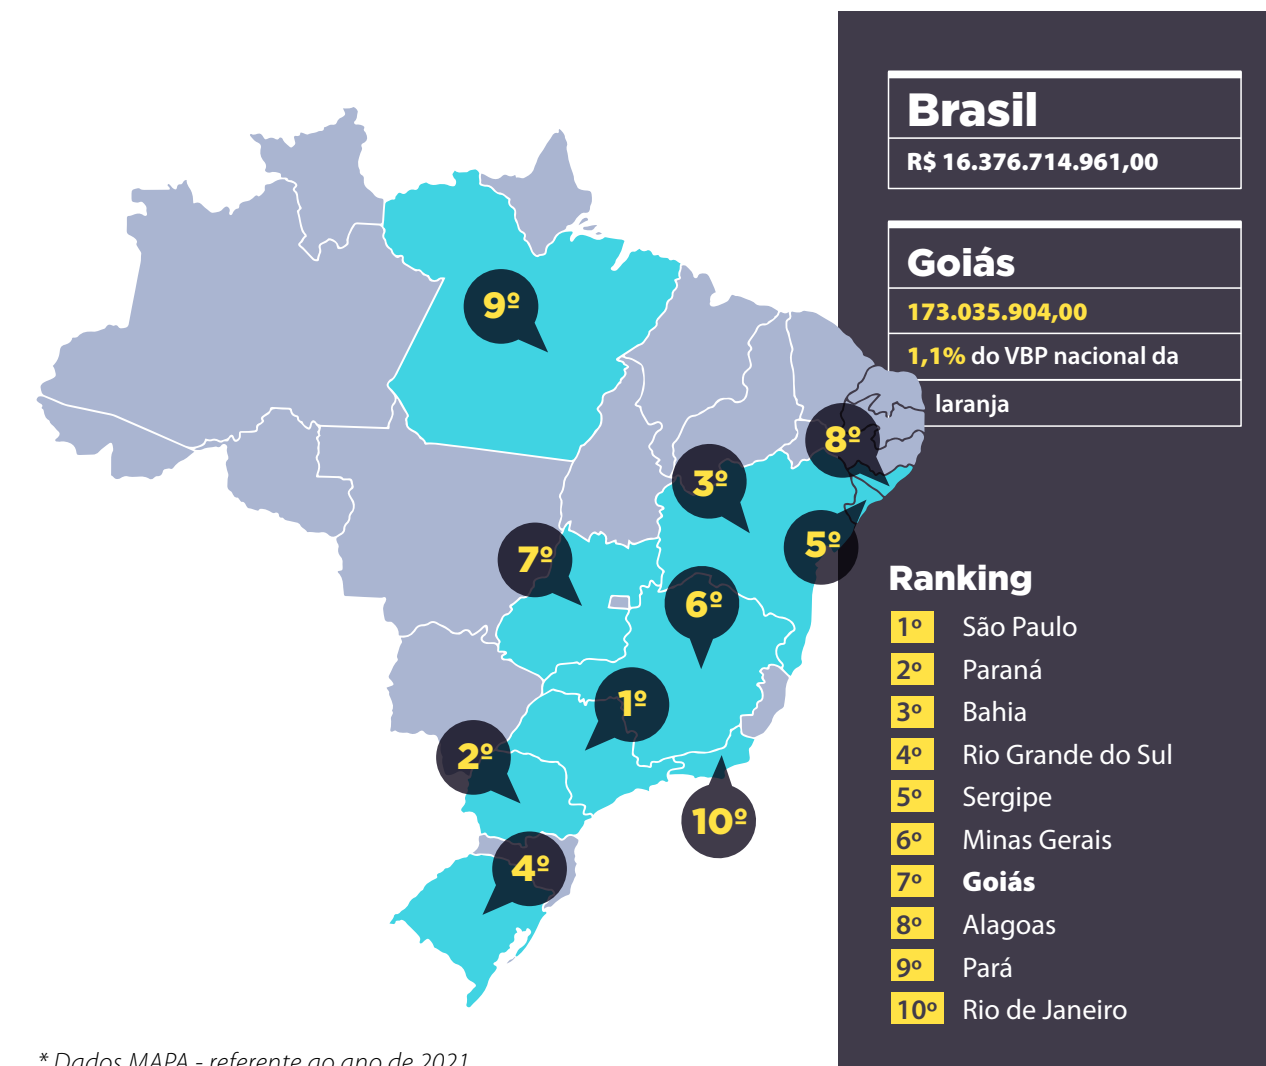 Brasil
R$ 16.376.714.961,00
Goiás
173.035.904,00
1,1% do VBP nacional da
laranja
9º
8º
3º
5º
7º
6º
1º
2º
10º
4º
Ranking
1º São Paulo
2º Paraná
3º Bahia
4º Rio Grande do Sul
5º Sergipe
6º Minas Gerais
7º Goiás
8º Alagoas
9º Pará
10º Rio de Janeiro
* Dados MAPA - referente ao ano de 2021